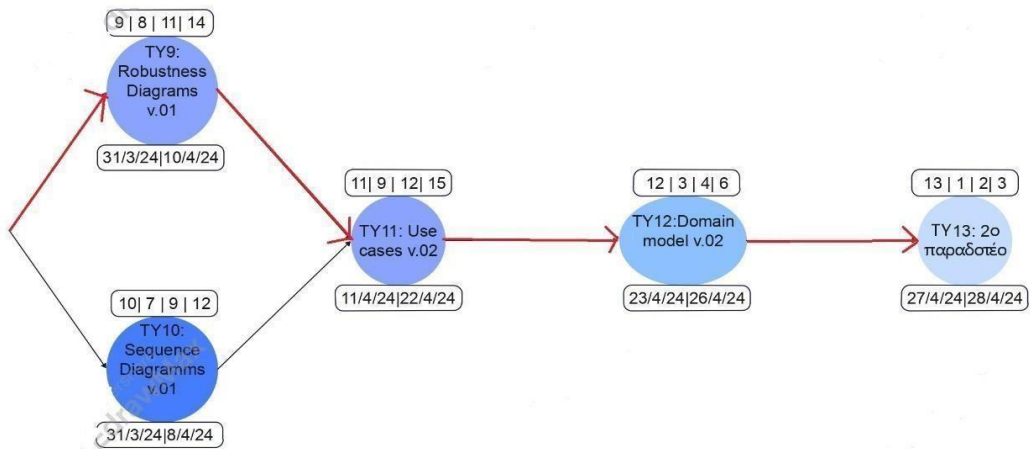 9 | 8 | 11| 14
TY9:
Robustness
Diagrams
v.01
31/3/24|10/4/24
10| 7 | 9 | 12
TY10:
Sequence
Diagramms
v.01
31/3/24|8/4/24
11| 9 | 12| 15
TY11: Use
cases v.02
11/4/24|22/4/24
12 | 3 | 4| 6
TY12:Domain
model v.02
23/4/24|26/4/24
13 | 1 | 2| 3
TY13: 2ο
παραδοτέο
27/4/24|28/4/24